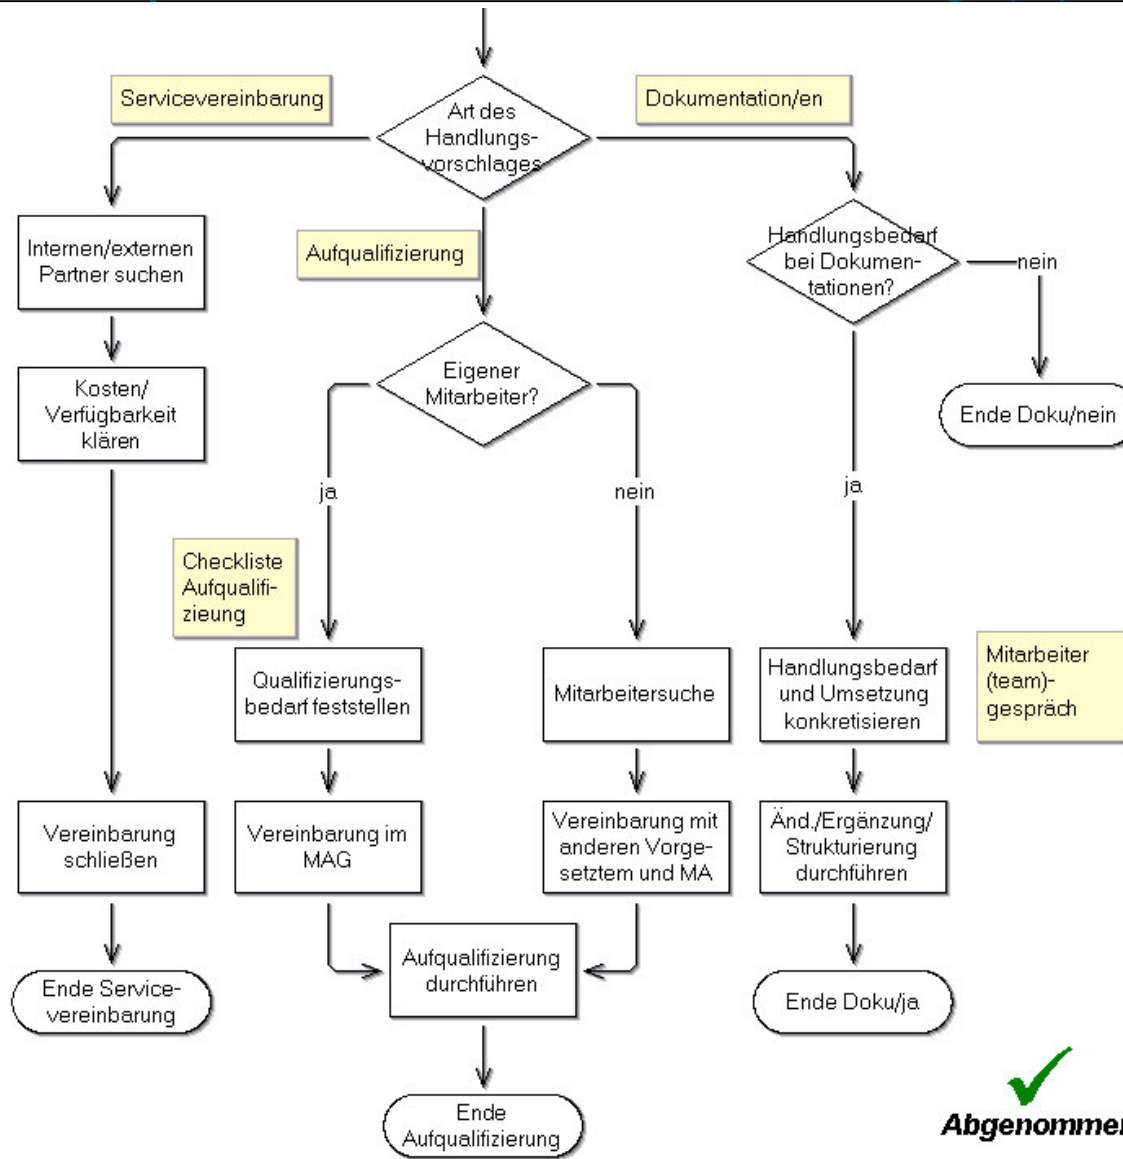 Servicevereinbarung
Art des
Handlungs-
vorschlages
Dokumentation/en
Internen/externen
Partner suchen
Aufqualifizierung
Handlungsbedarf
bei Dokumen-
tationen?
nein
Kosten/
Verfügbarkeit
klären
Eigener
Mitarbeiter?
Ende Doku/nein
ja
nein
ja
Checkliste
Aufqualifi-
zieung
Qualifizierungs-
bedarf feststellen
Mitarbeitersuche
Handlungsbedarf
und Umsetzung
konkretisieren
Mitarbeiter
(team)-
gespräch
Vereinbarung
schließen
Vereinbarung im
MAG
Vereinbarung mit
anderen Vorge-
setztem und MA
Änd./Ergänzung/
Strukturierung
durchführen
Aufqualifizierung
durchführen
Ende Service-
vereinbarung
Ende Doku/ja
Ende
Aufqualifizierung
Abgenommen